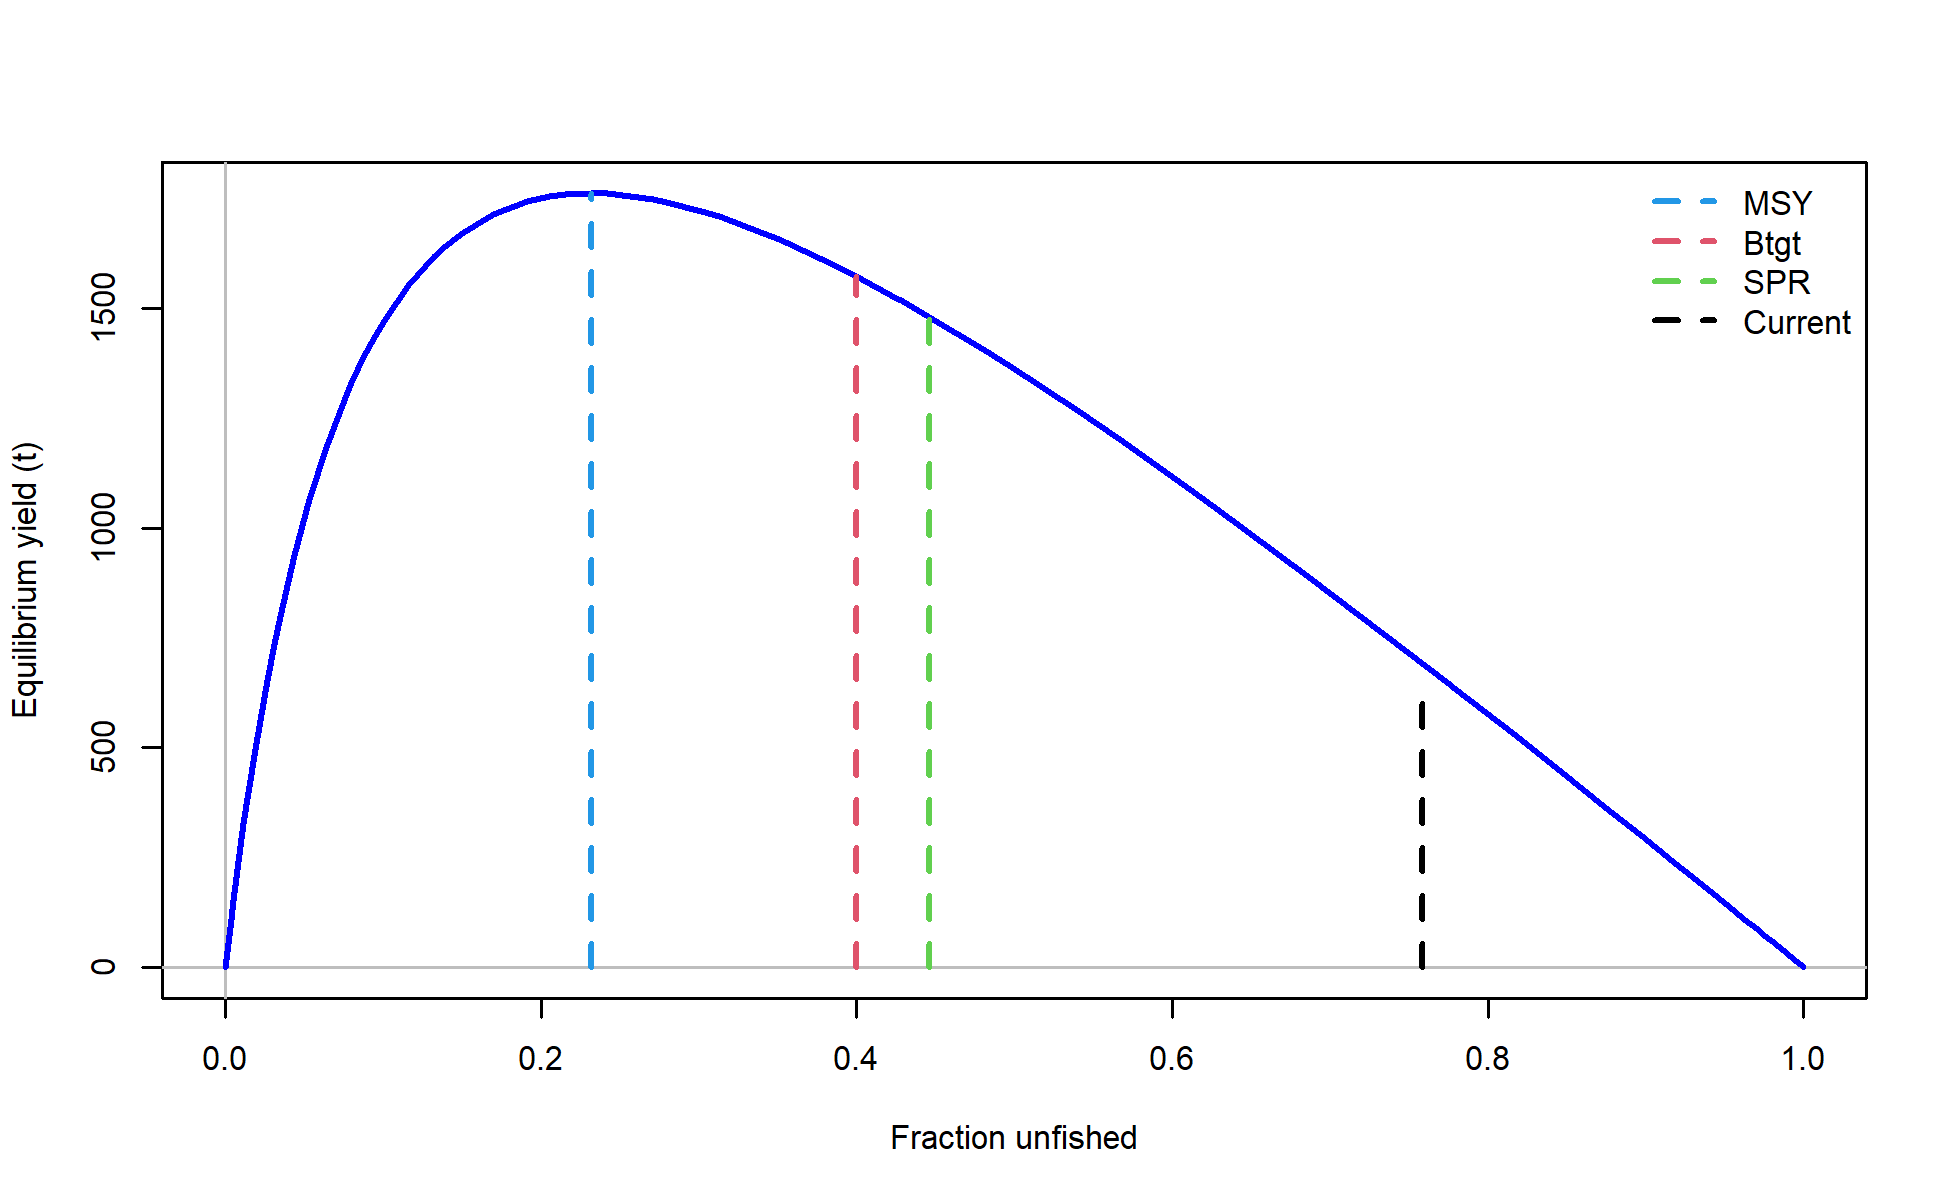 MSY
Btgt
SPR
Current
Equilibrium yield (t)
1500
1000
500
0
0.0 0.2 0.4 0.6 0.8 1.0
Fraction unfished